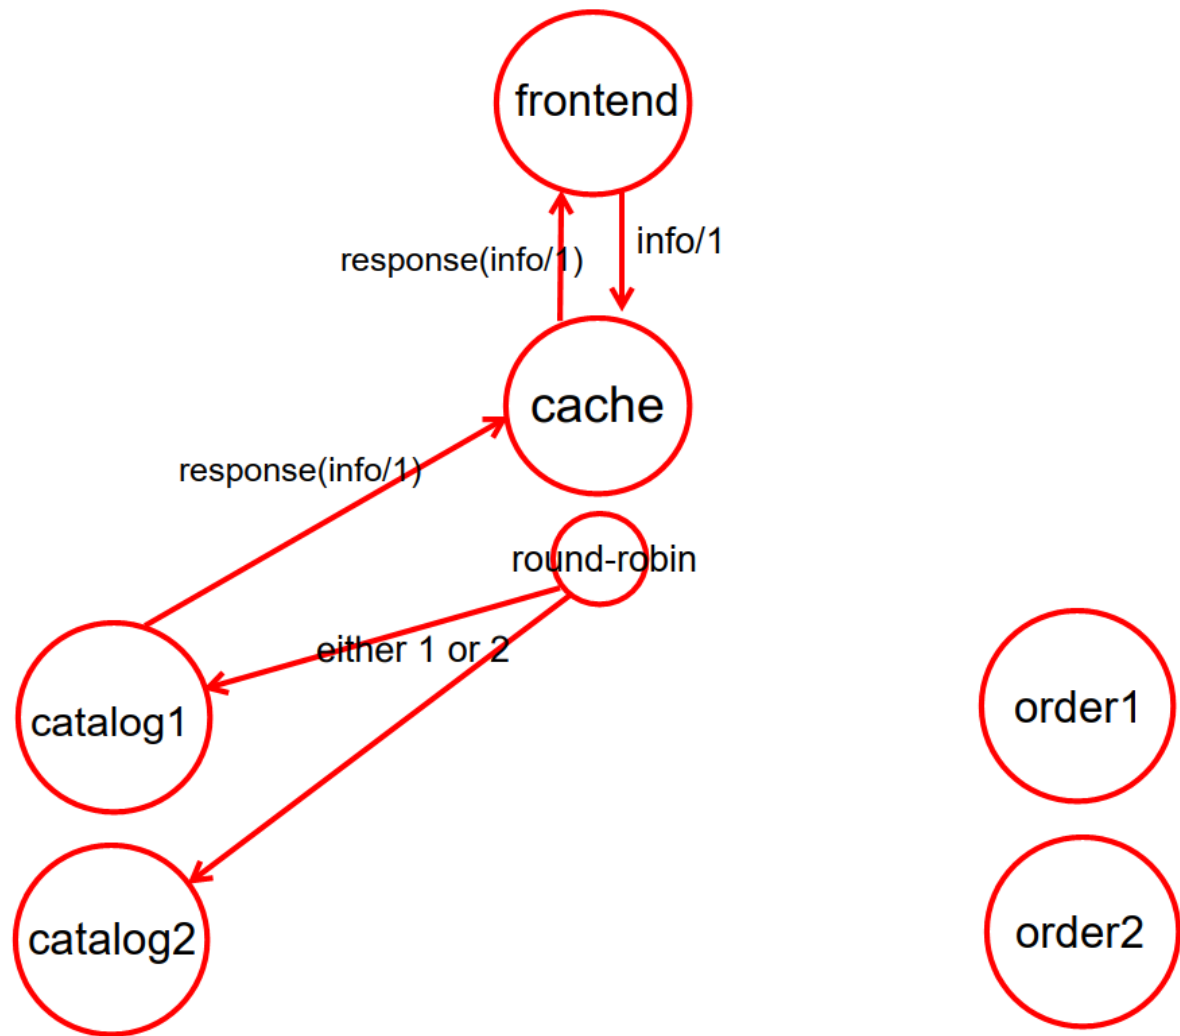 frontend
info/1
response(info/1)
cache
response(info/1)
round-robin
either 1 or 2
catalog1
order1
catalog2
order2